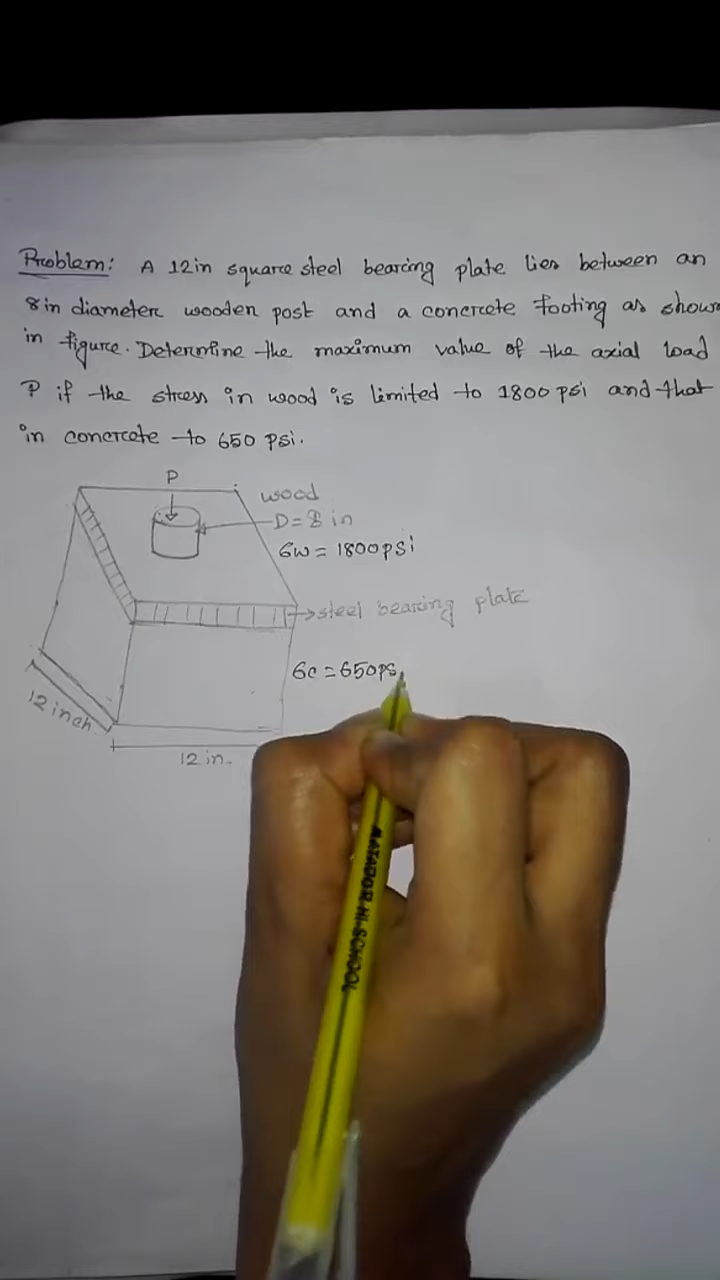 Problem: A 12in square steel bearing plate lies between an
8in diameter wooden post and a concrete footing as shown
in figure. Determine the maximum value of the axial load
P if the stress in wood is limited to 1800 psi and that
in concrete to 650 psi.
P
wood
D = 8 in
σw = 1800psi
steel bearing plate
σc = 650ps
12 inch
12 in.
MATADOR HI-SCHOOL